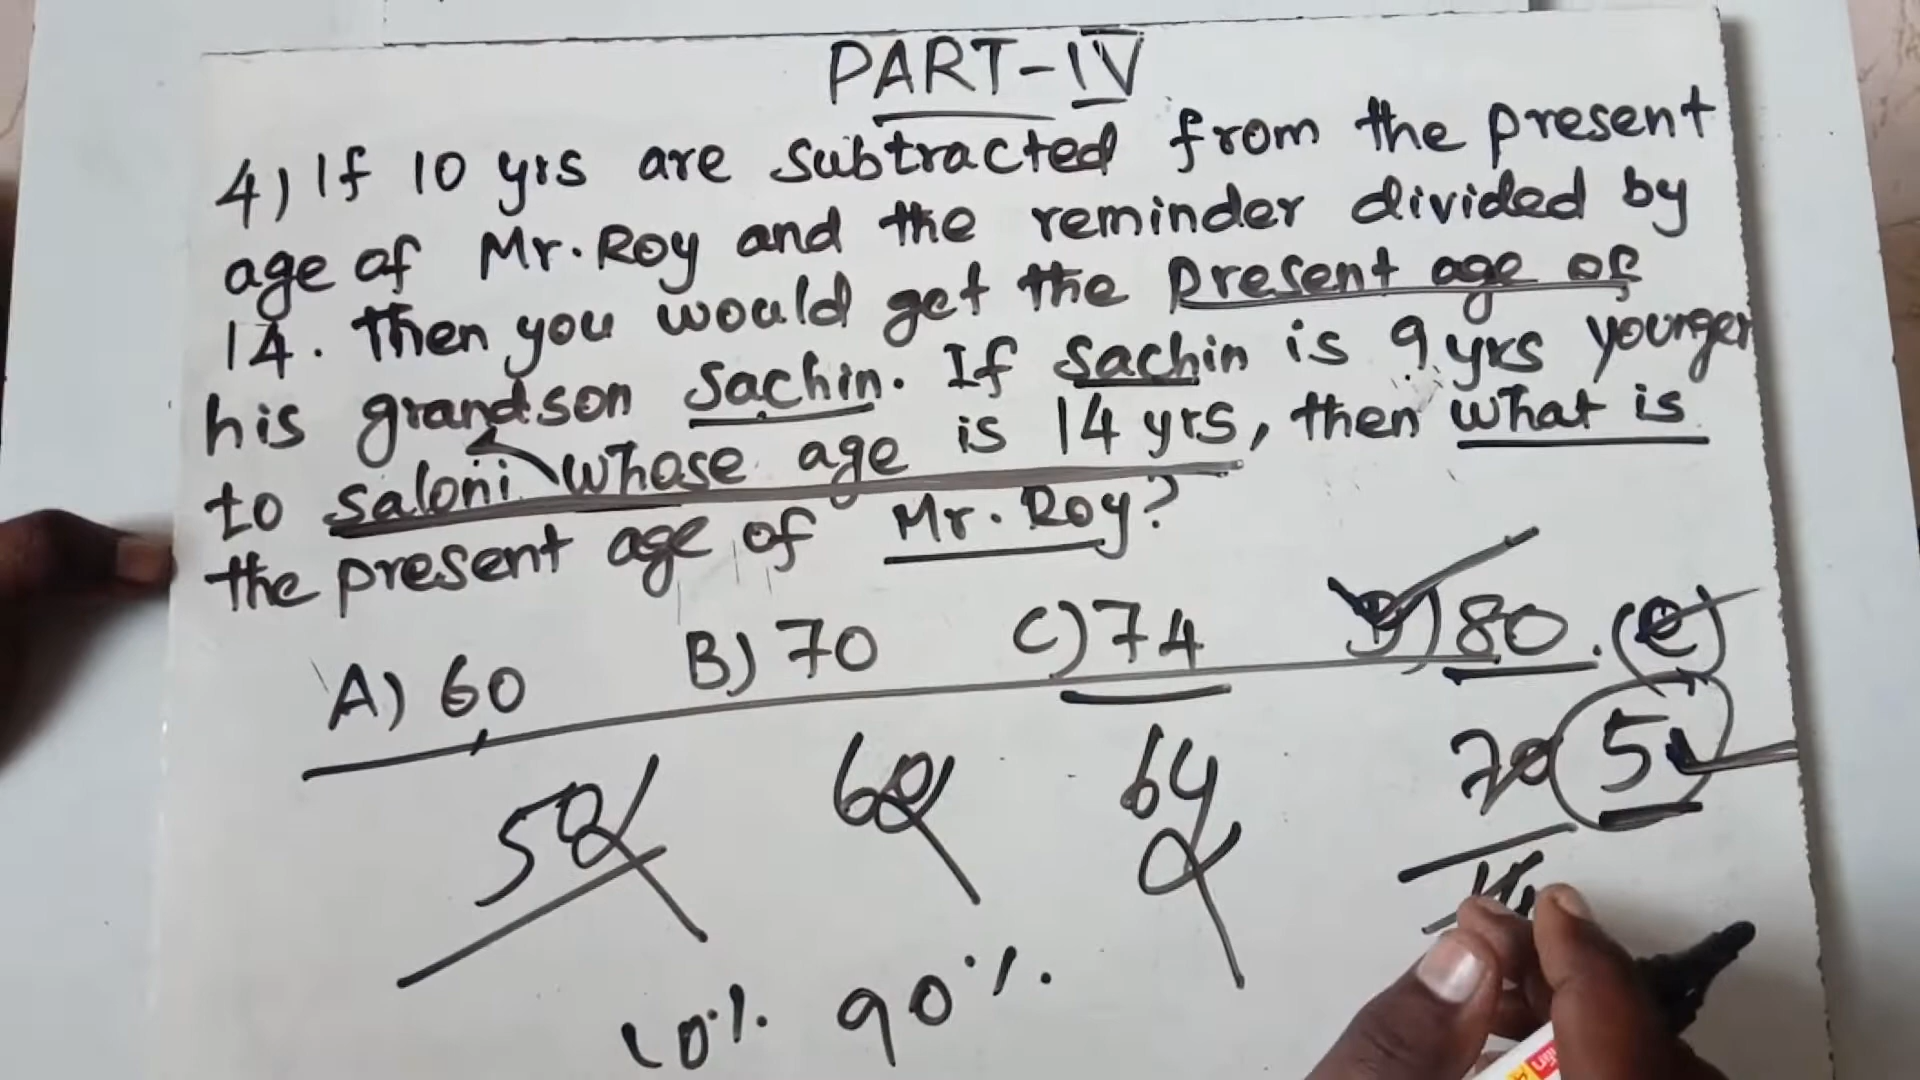 PART-IV
4) If 10 yrs are subtracted from the present
age of Mr. Roy and the reminder divided by
14. Then you would get the present age of
his grandson Sachin. If Sachin is 9 yrs younger
to saloni whose age is 14 yrs, then what is
the present age of Mr. Roy?
A) 60 B) 70 C) 74 D) 80. (e)
50 60 64 70 5
14
10% 90%